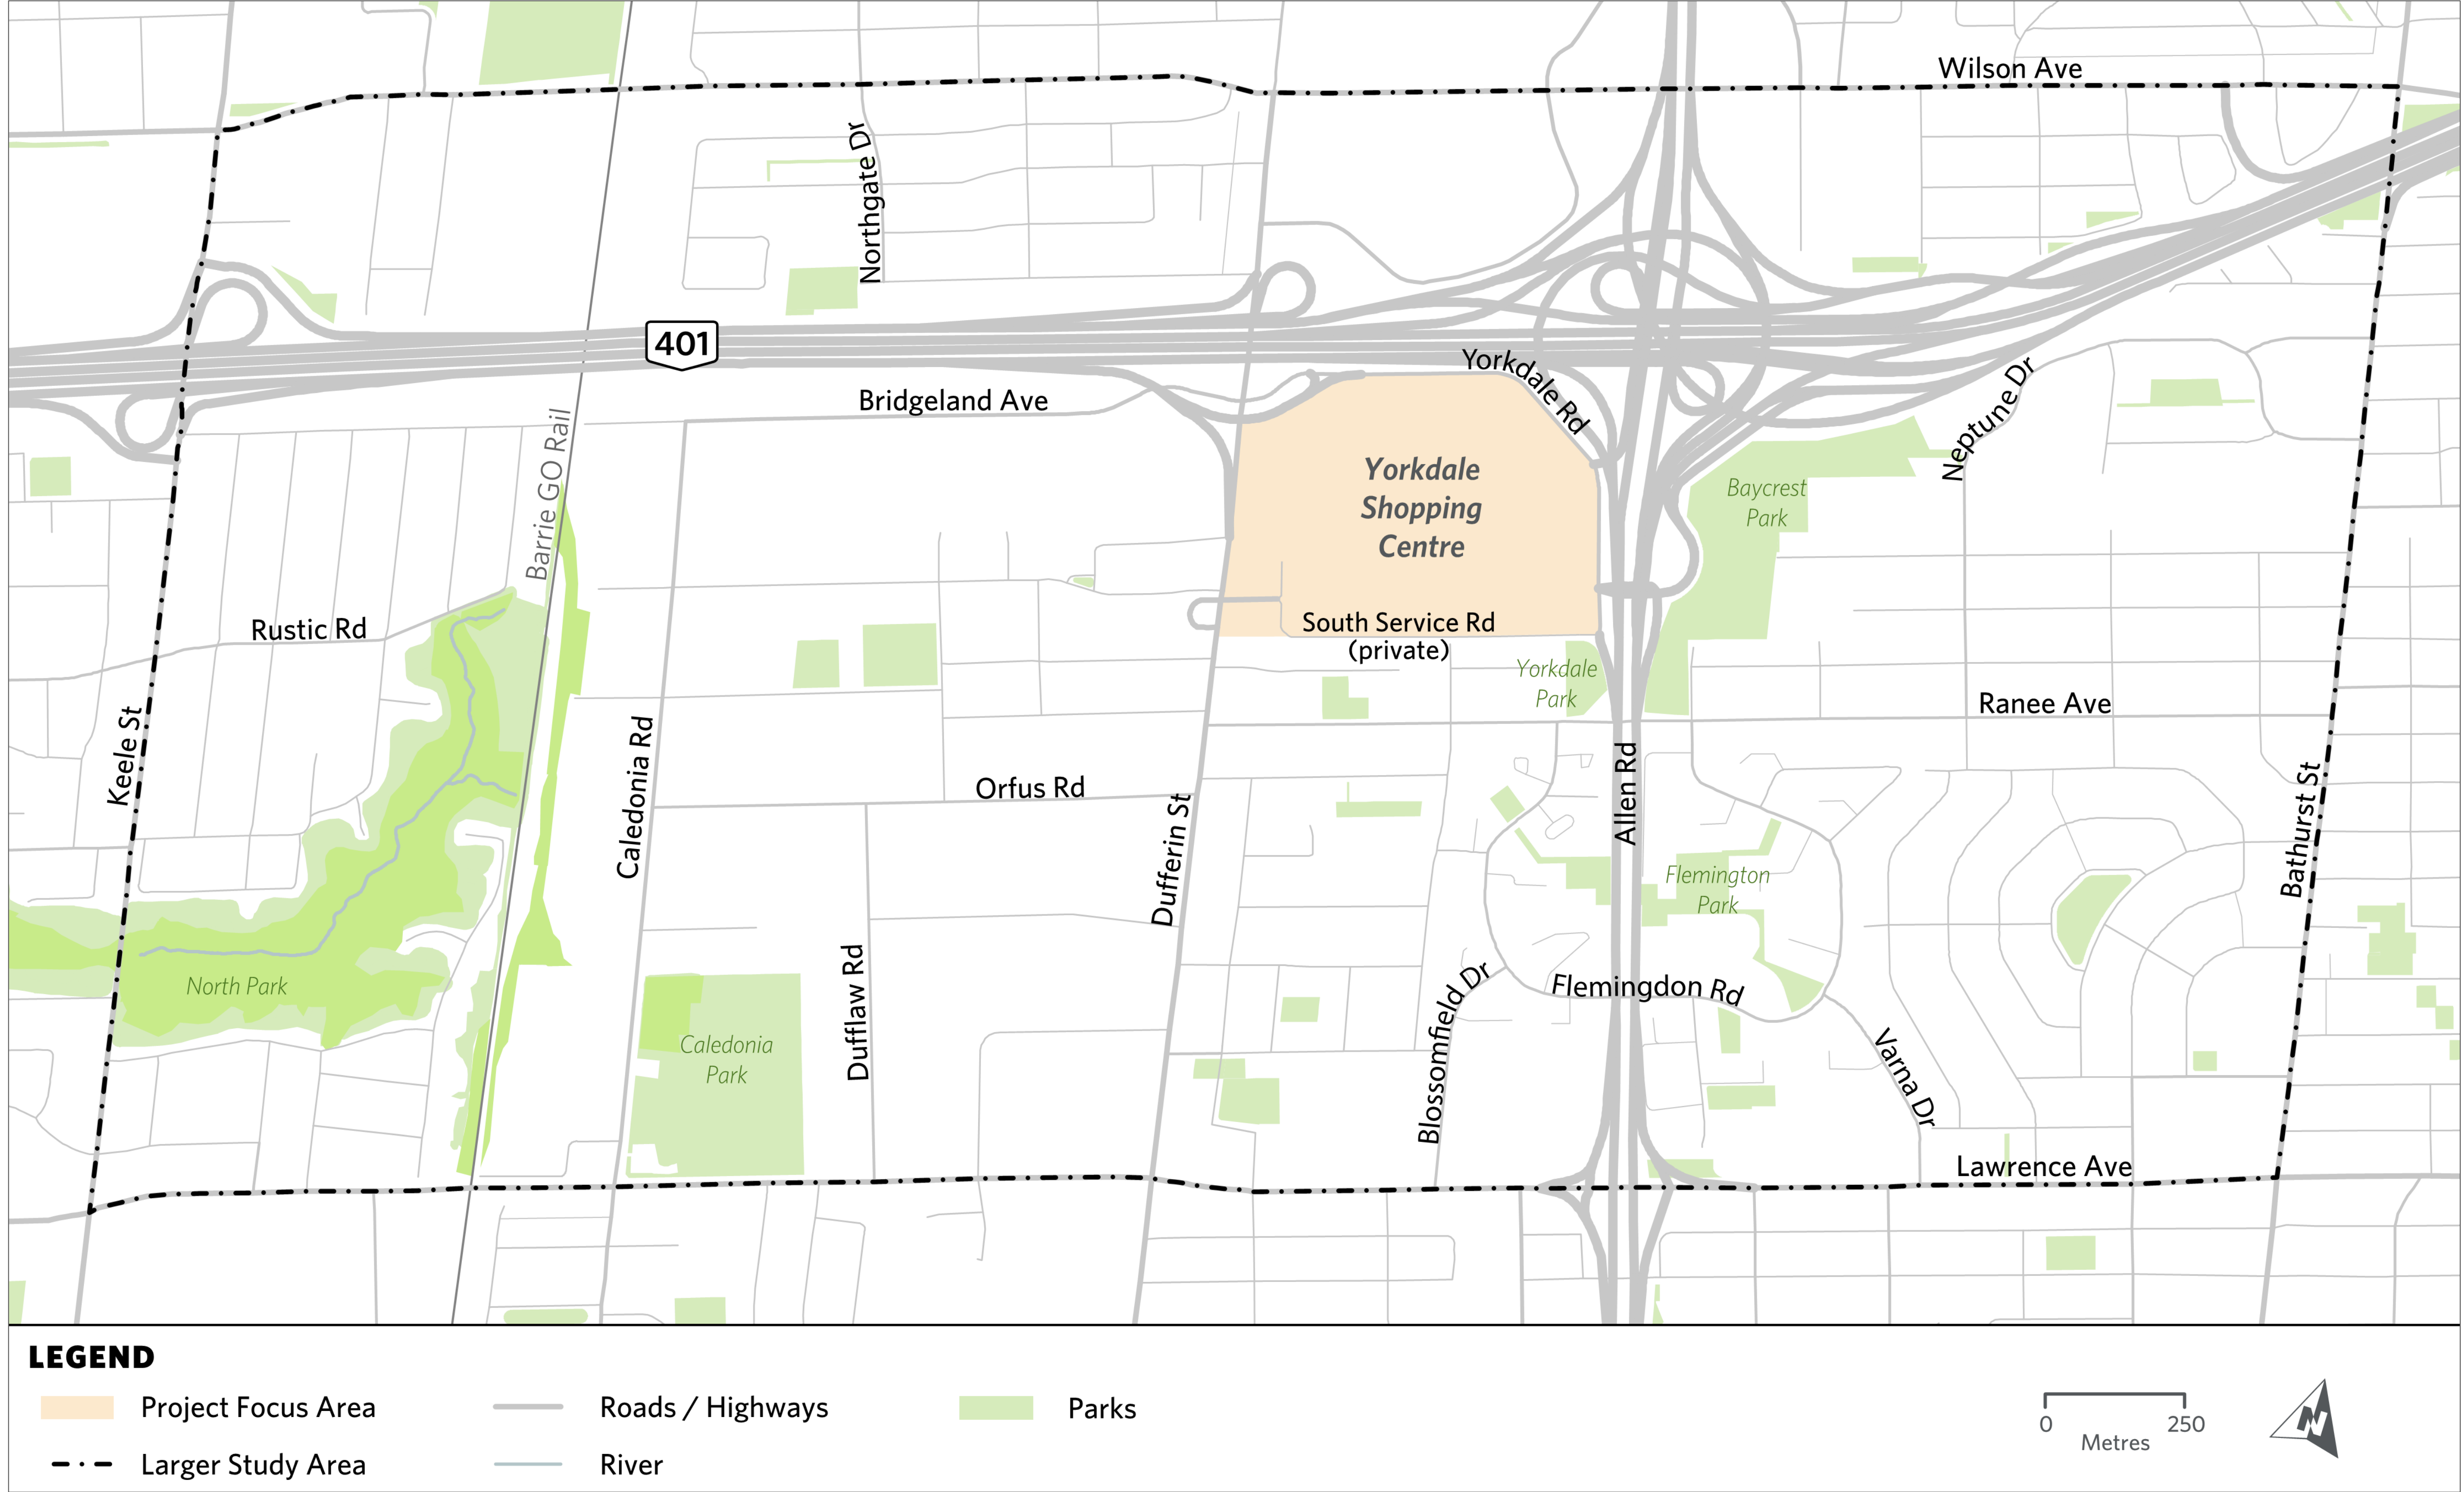 Wilson Ave
Northgate Dr
401
Yorkdale Rd
Bridgeland Ave
Neptune Dr
Barrie GO Rail
Yorkdale
Shopping
Centre
Baycrest
Park
South Service Rd
(private)
Rustic Rd
Yorkdale
Park
Ranee Ave
Keele St
Caledonia Rd
Orfus Rd
Dufferin St
Allen Rd
Bathurst St
Flemington
Park
North Park
Flemingdon Rd
Blossomfield Dr
Dufflaw Rd
Caledonia
Park
Varna Dr
Lawrence Ave
LEGEND
Project Focus Area
Roads / Highways
Parks
Larger Study Area
River
0 250
Metres
N